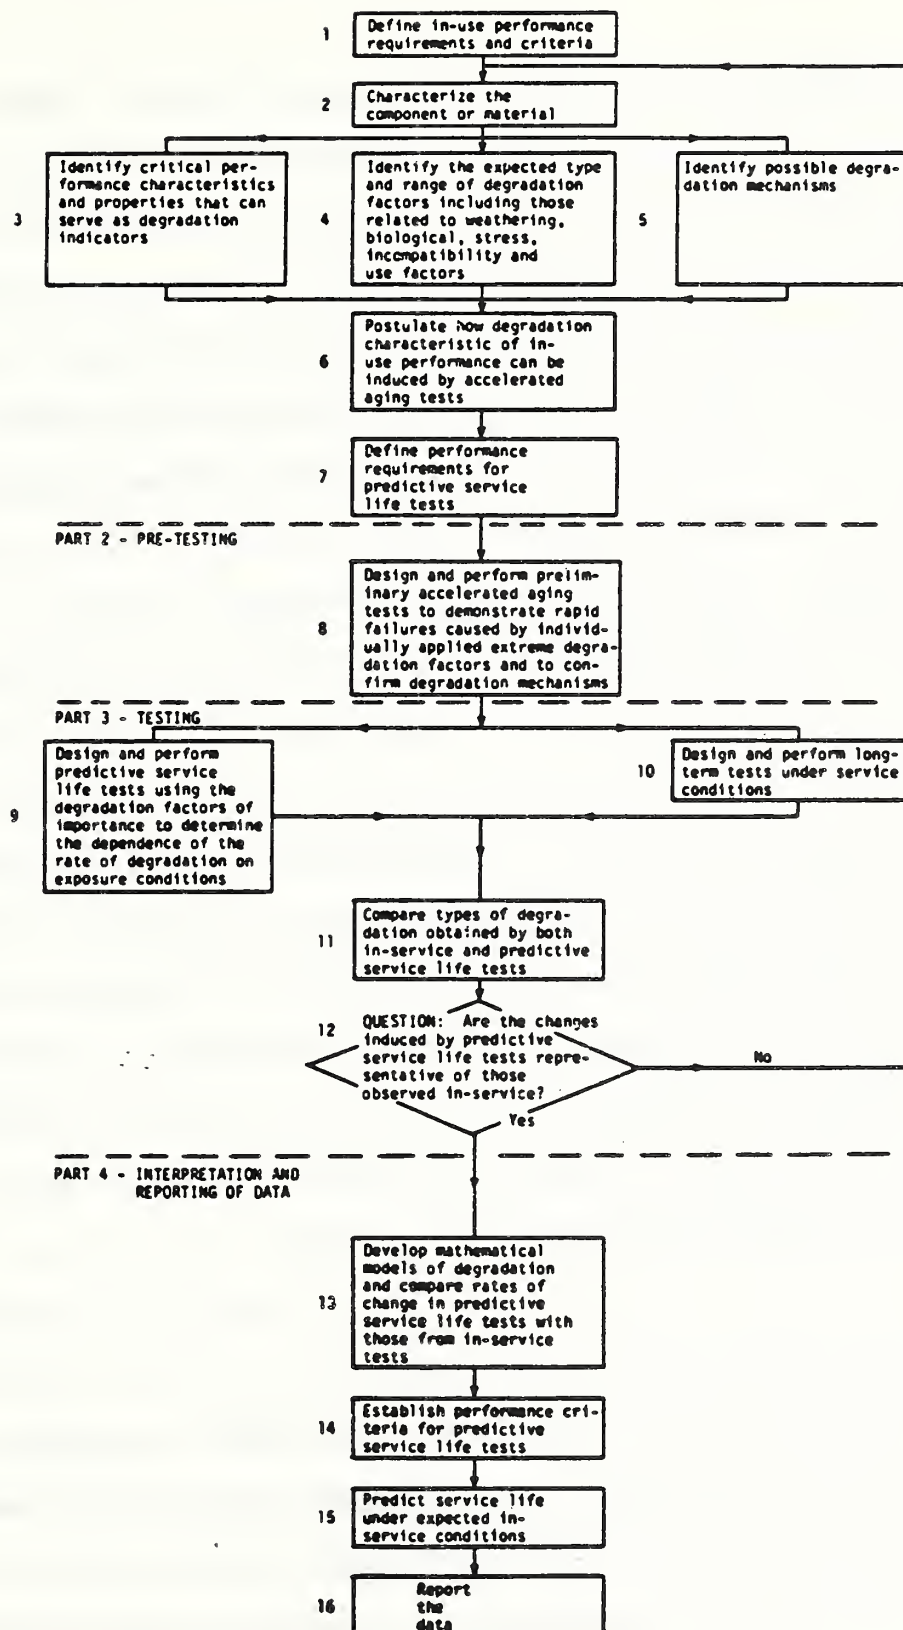 1
Define in-use performance
requirements and criteria
2
Characterize the
component or material
3
Identify critical per-
formance characteristics
and properties that can
serve as degradation
indicators
4
Identify the expected type
and range of degradation
factors including those
related to weathering,
biological, stress,
incompatibility and
use factors
5
Identify possible degra-
dation mechanisms
6
Postulate how degradation
characteristic of in-
use performance can be
induced by accelerated
aging tests
7
Define performance
requirements for
predictive service
life tests
PART 2 - PRE-TESTING
8
Design and perform prelim-
inary accelerated aging
tests to demonstrate rapid
failures caused by individ-
ually applied extreme degra-
dation factors and to con-
firm degradation mechanisms
PART 3 - TESTING
9
Design and perform
predictive service
life tests using the
degradation factors of
importance to determine
the dependence of the
rate of degradation on
exposure conditions
10
Design and perform long-
term tests under service
conditions
11
Compare types of degra-
dation obtained by both
in-service and predictive
service life tests
12
QUESTION: Are the changes
induced by predictive
service life tests repre-
sentative of those
observed in-service?
No
Yes
PART 4 - INTERPRETATION AND
REPORTING OF DATA
13
Develop mathematical
models of degradation
and compare rates of
change in predictive
service life tests with
those from in-service
tests
14
Establish performance cri-
teria for predictive
service life tests
15
Predict service life
under expected in-
service conditions
16
Report
the
data